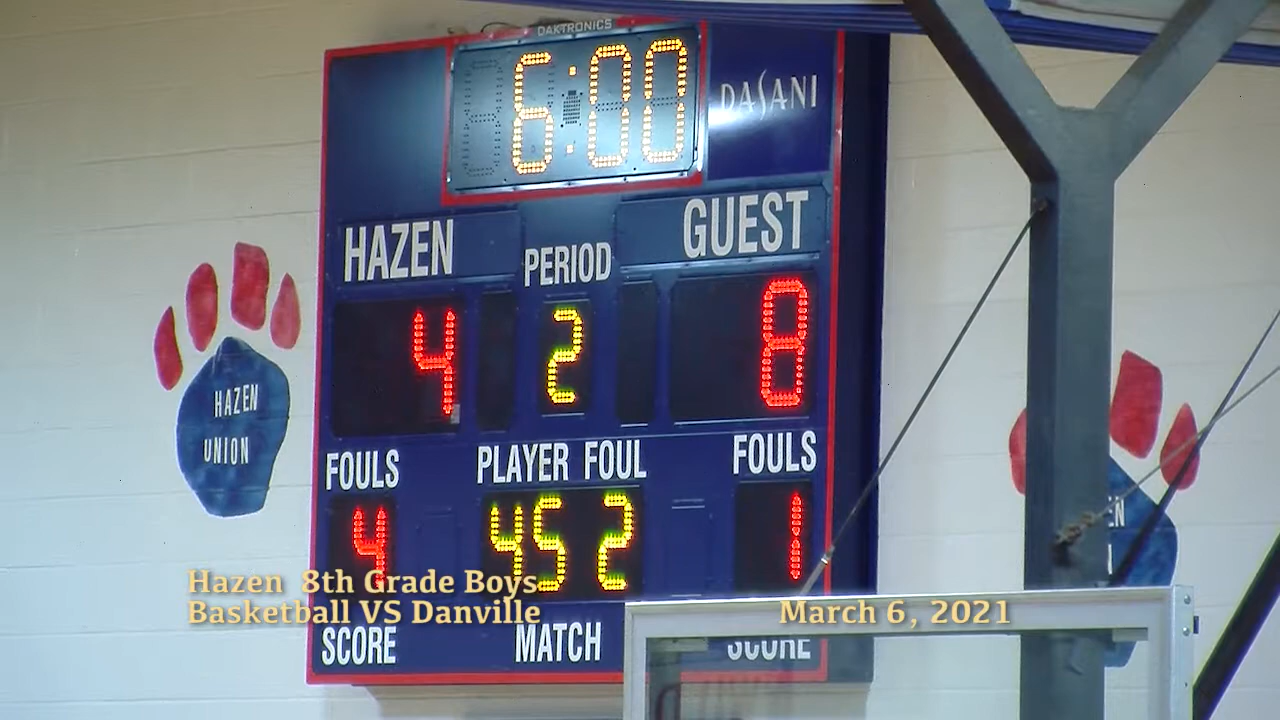 DAKTRONICS
6:00
DASANI
HAZEN
PERIOD
GUEST
4
2
8
HAZEN
UNION
FOULS
PLAYER FOUL
FOULS
4
45 2
1
EN
Hazen 8th Grade Boys
Basketball VS Danville
March 6, 2021
SCORE
MATCH
SCORE